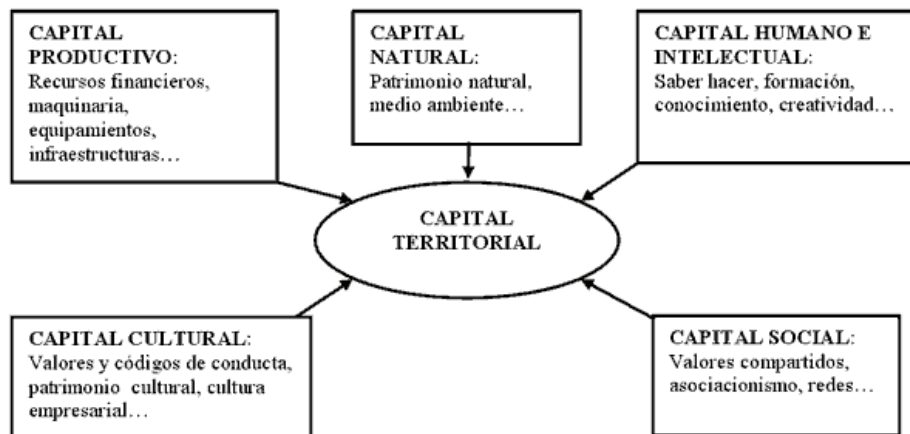 CAPITAL
PRODUCTIVO:
Recursos financieros,
maquinaria,
equipamientos,
infraestructuras…
CAPITAL
NATURAL:
Patrimonio natural,
medio ambiente…
CAPITAL HUMANO E
INTELECTUAL:
Saber hacer, formación,
conocimiento, creatividad…
CAPITAL
TERRITORIAL
CAPITAL CULTURAL:
Valores y códigos de conducta,
patrimonio cultural, cultura
empresarial…
CAPITAL SOCIAL:
Valores compartidos,
asociacionismo, redes…